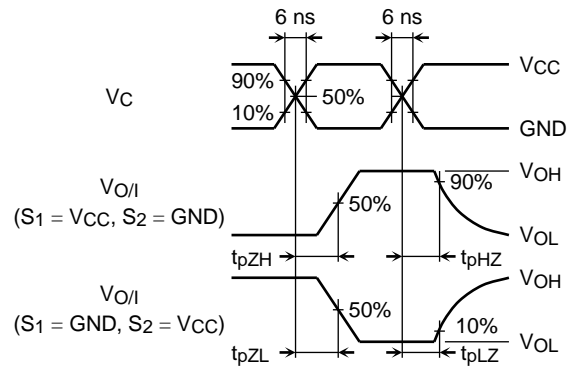 6 ns 6 ns
VCC
90%
VC 50%
10%
GND
VOH
VO/I 90%
(S1 = VCC, S2 = GND) 50%
VOL
tpZH tpHZ
VOH
VO/I
(S1 = GND, S2 = VCC) 50% 10%
VOL
tpZL tpLZ